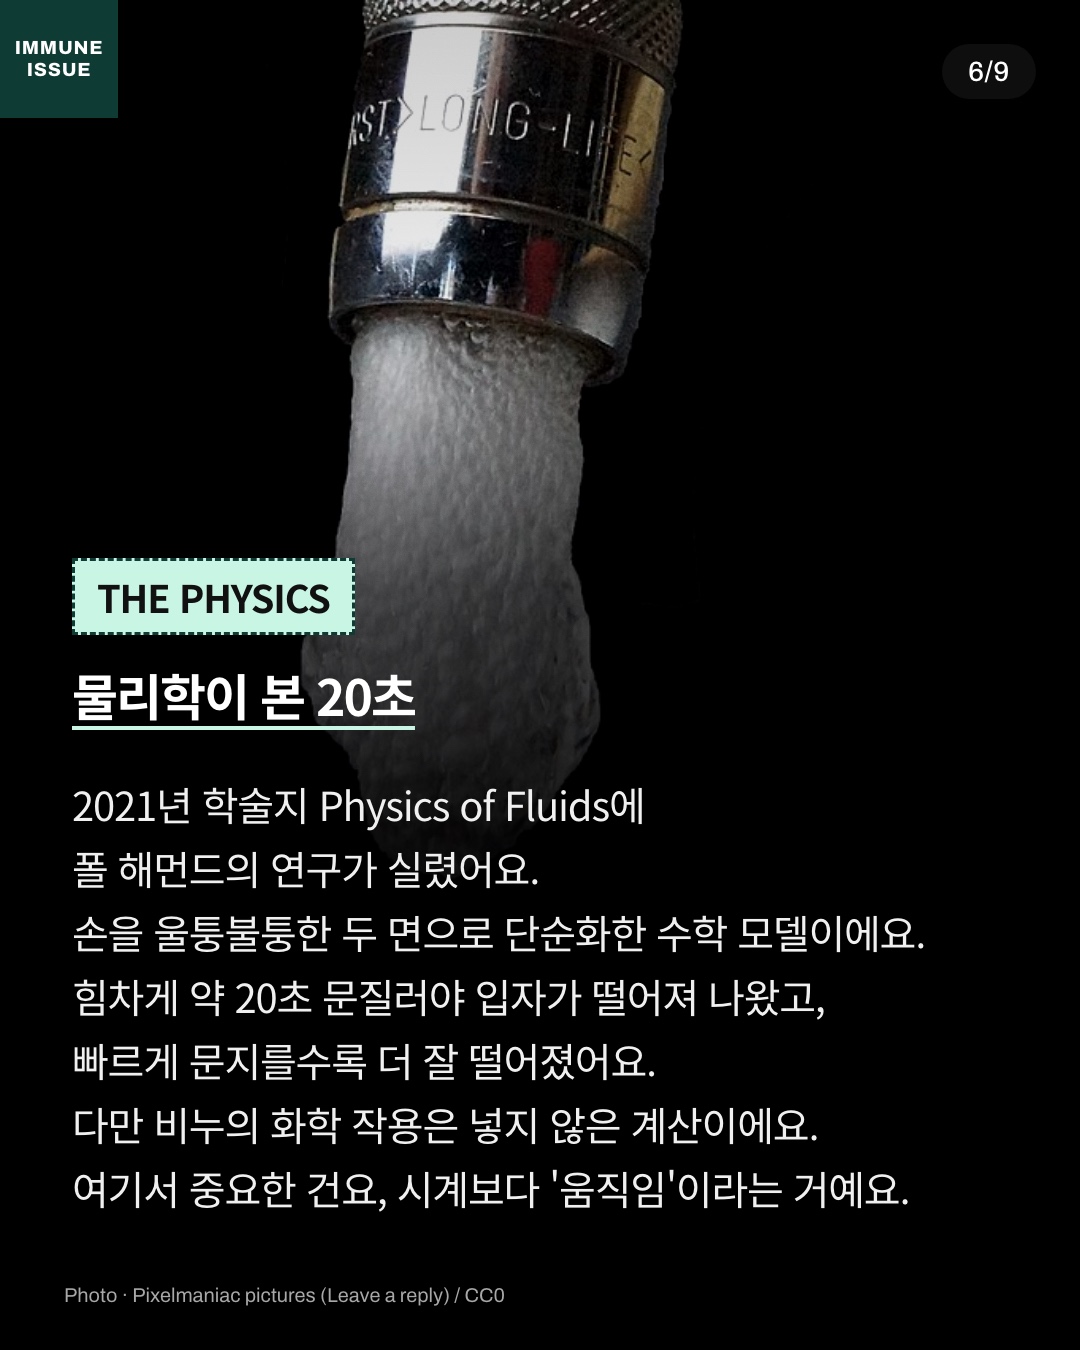 IMMUNE
ISSUE
6/9
RST>LONG-LIFE<
THE PHYSICS
물리학이 본 20초
2021년 학술지 Physics of Fluids에
폴 해먼드의 연구가 실렸어요.
손을 울퉁불퉁한 두 면으로 단순화한 수학 모델이에요.
힘차게 약 20초 문질러야 입자가 떨어져 나왔고,
빠르게 문지를수록 더 잘 떨어졌어요.
다만 비누의 화학 작용은 넣지 않은 계산이에요.
여기서 중요한 건요, 시계보다 '움직임'이라는 거예요.
Photo · Pixelmaniac pictures (Leave a reply) / CC0